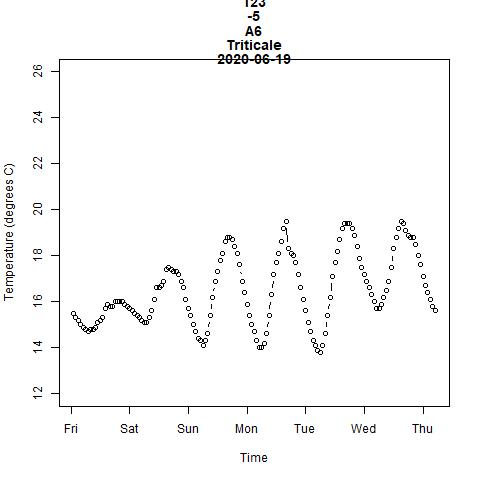 123
-5
A6
Triticale
2020-06-19
Temperature (degrees C)
26
24
22
20
18
16
14
12
Fri Sat Sun Mon Tue Wed Thu
Time